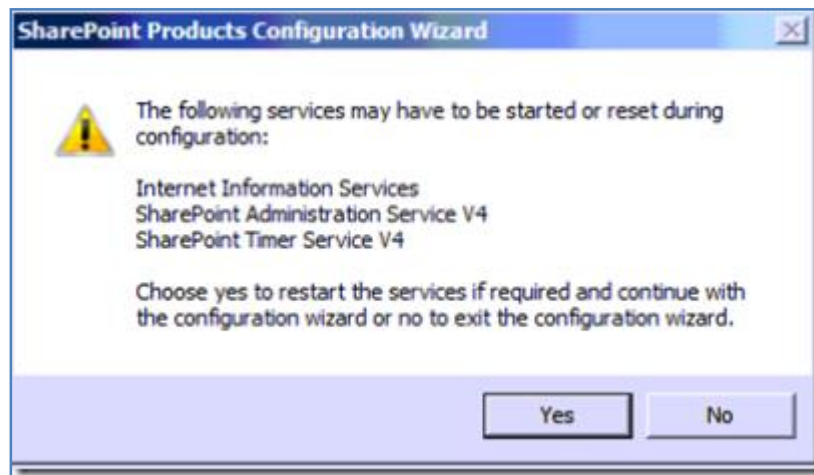 SharePoint Products Configuration Wizard
The following services may have to be started or reset during
configuration:
Internet Information Services
SharePoint Administration Service V4
SharePoint Timer Service V4
Choose yes to restart the services if required and continue with
the configuration wizard or no to exit the configuration wizard.
Yes No